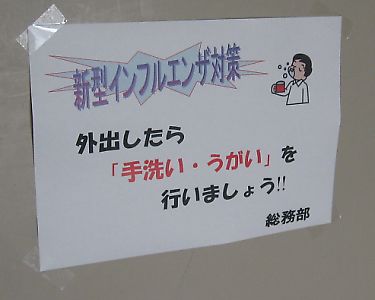 新型インフルエンザ対策
外出したら
「手洗い・うがい」を
行いましょう!!
総務部